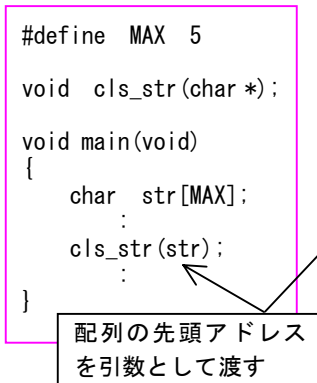 #define MAX 5
void cls_str(char *);
void main(void)
{
char str[MAX];
:
cls_str(str);
:
}
配列の先頭アドレス
を引数として渡す